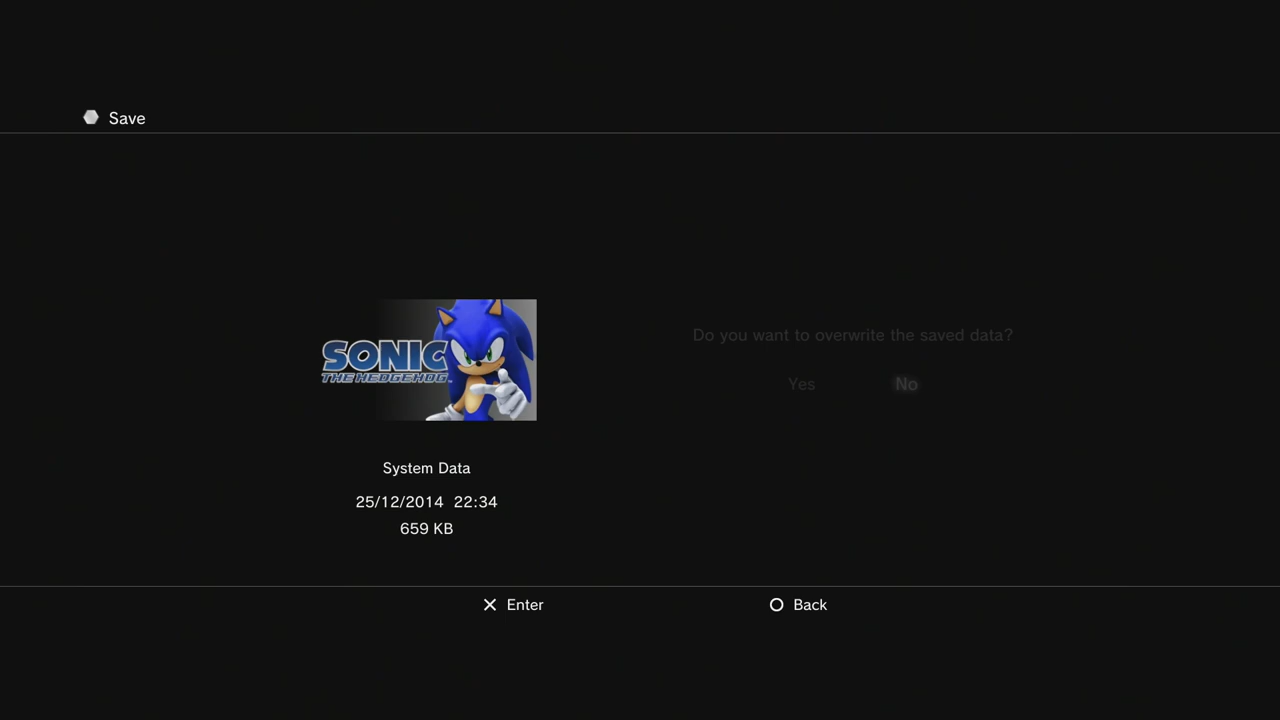 Save
SONIC
THE HEDGEHOG
Do you want to overwrite the saved data?
Yes No
System Data
25/12/2014 22:34
659 KB
Enter Back